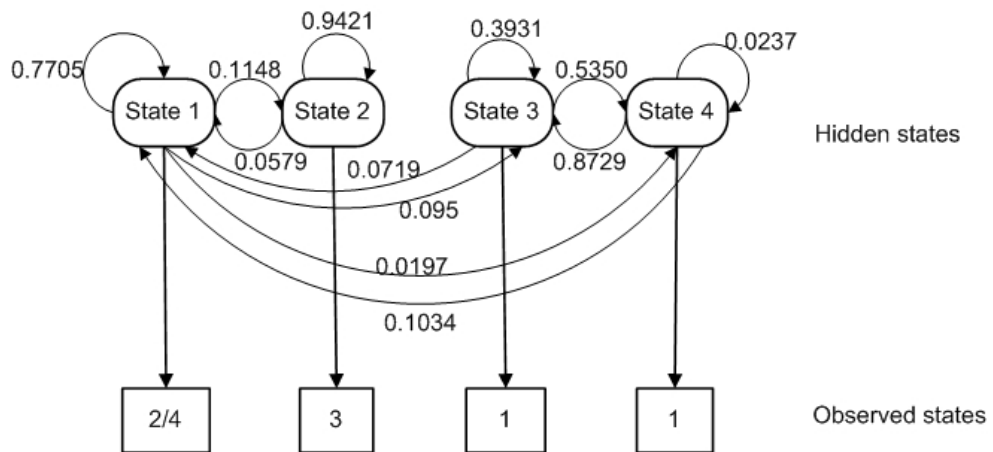 0.9421
0.3931
0.0237
0.7705
0.1148
0.5350
State 1
State 2
State 3
State 4
Hidden states
0.0579
0.0719
0.8729
0.095
0.0197
0.1034
2/4
3
1
1
Observed states